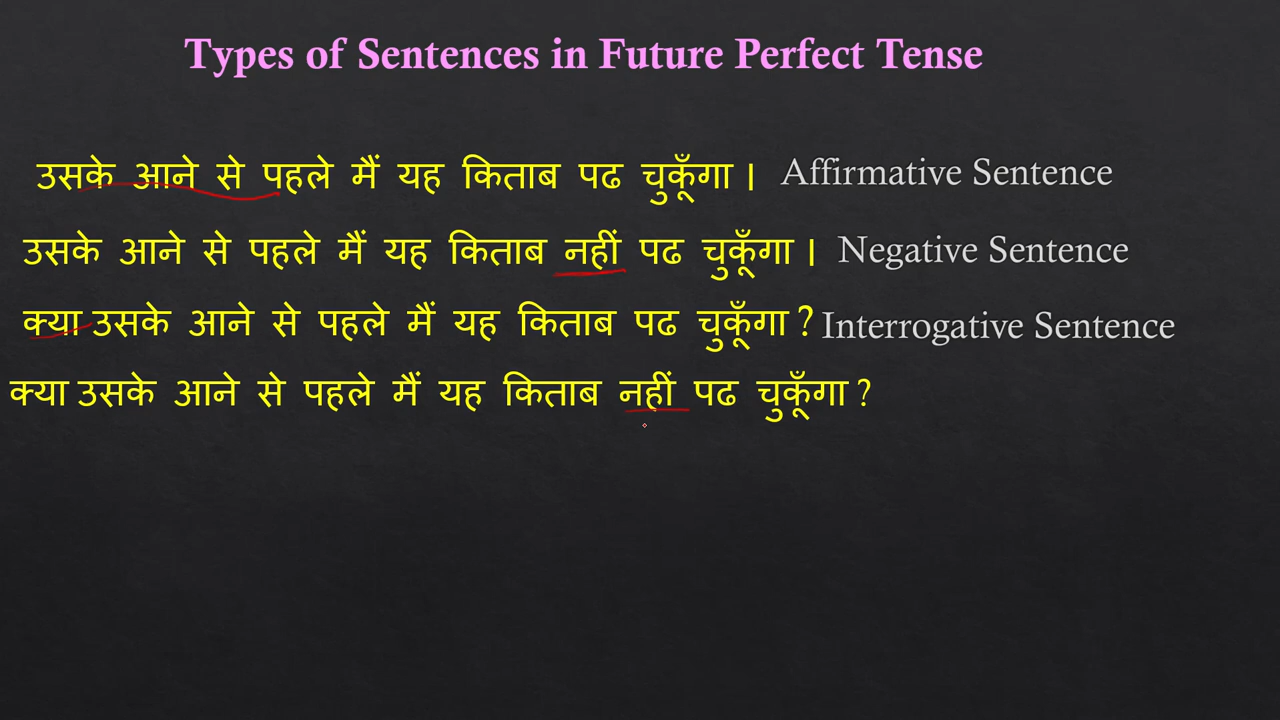 Types of Sentences in Future Perfect Tense
उसके आने से पहले मैं यह किताब पढ चुकूँगा । Affirmative Sentence
उसके आने से पहले मैं यह किताब नहीं पढ चुकूँगा । Negative Sentence
क्या उसके आने से पहले मैं यह किताब पढ चुकूँगा ? Interrogative Sentence
क्या उसके आने से पहले मैं यह किताब नहीं पढ चुकूँगा ?